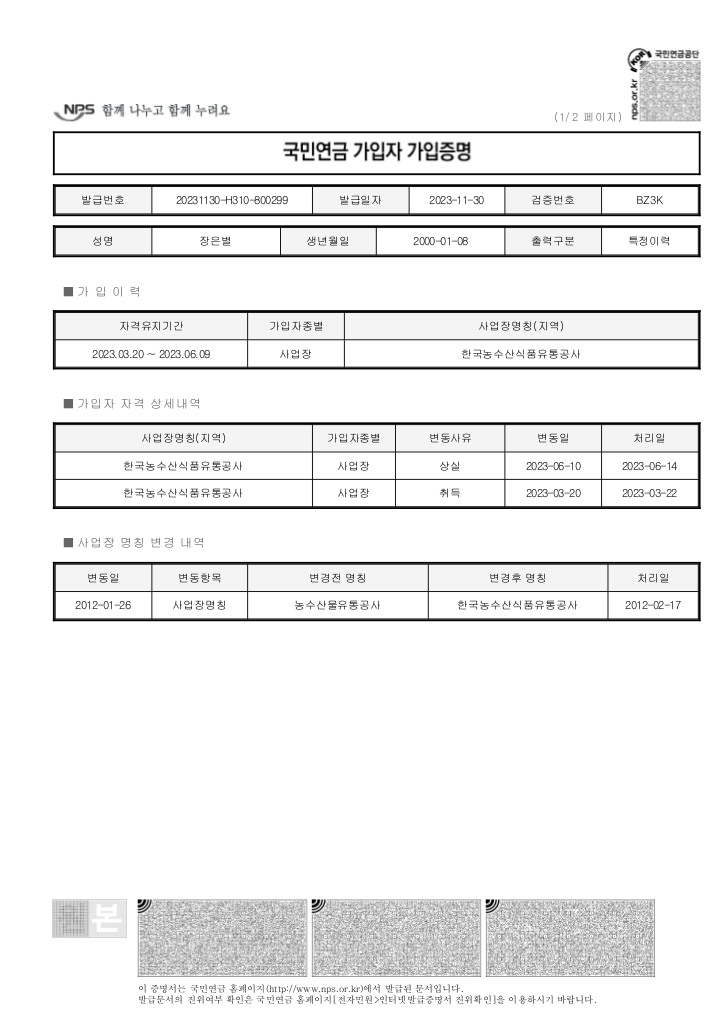 국민연금공단
nps.or.kr
NPS 함께 나누고 함께 누려요
(1/2 페이지)
국민연금 가입자 가입증명
발급번호 20231130-H310-800299 발급일자 2023-11-30 검증번호 BZ3K
성명 장은별 생년월일 2000-01-08 출력구분 특정이력
■ 가 입 이 력
자격유지기간 가입자종별 사업장명칭(지역)
2023.03.20 ~ 2023.06.09 사업장 한국농수산식품유통공사
■ 가입자 자격 상세내역
사업장명칭(지역) 가입자종별 변동사유 변동일 처리일
한국농수산식품유통공사 사업장 상실 2023-06-10 2023-06-14
한국농수산식품유통공사 사업장 취득 2023-03-20 2023-03-22
■ 사업장 명칭 변경 내역
변동일 변동항목 변경전 명칭 변경후 명칭 처리일
2012-01-26 사업장명칭 농수산물유통공사 한국농수산식품유통공사 2012-02-17
본
이 증명서는 국민연금 홈페이지(http://www.nps.or.kr)에서 발급된 문서입니다.
발급문서의 진위여부 확인은 국민연금 홈페이지[전자민원>인터넷발급증명서 진위확인]을 이용하시기 바랍니다.